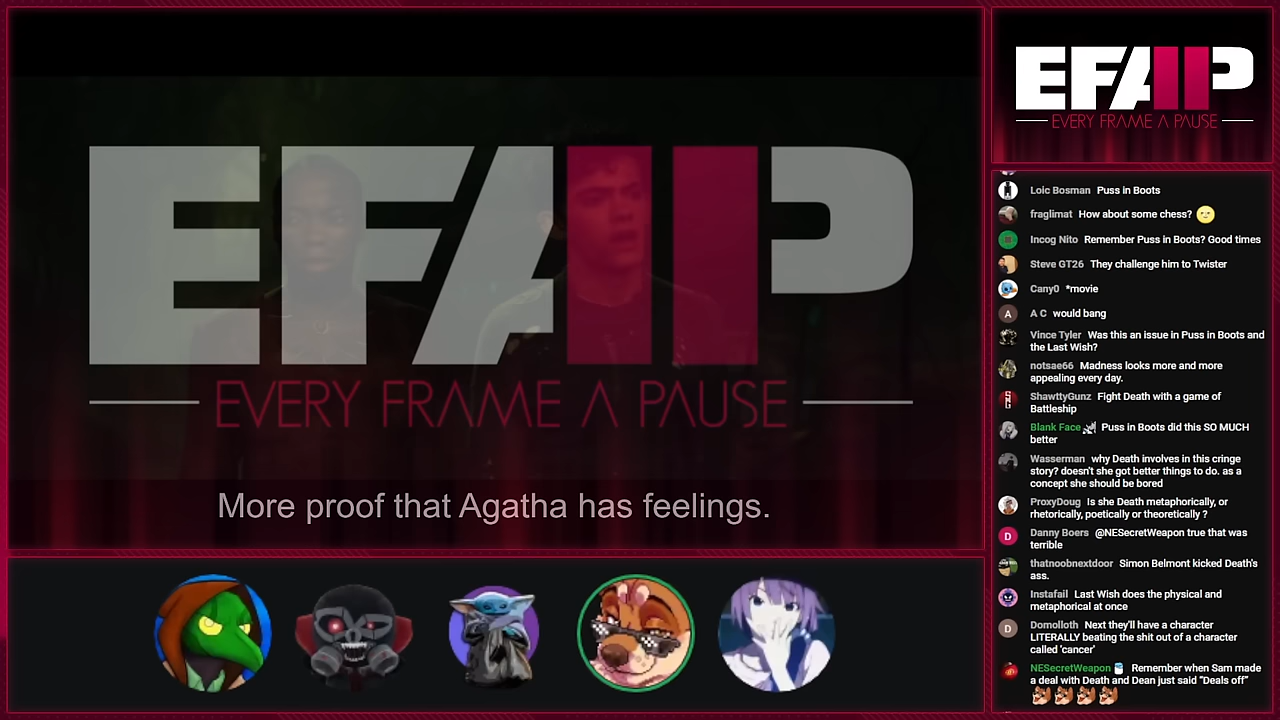 EFAP
EVERY FRAME A PAUSE
More proof that Agatha has feelings.
EFAP
EVERY FRAME A PAUSE
Loic Bosman Puss in Boots
fraglimat How about some chess?
Incog Nito Remember Puss in Boots? Good times
Steve GT26 They challenge him to Twister
Cany0 *movie
A
A C would bang
Vince Tyler Was this an issue in Puss in Boots and
the Last Wish?
notsae66 Madness looks more and more
appealing every day.
ShawttyGunz Fight Death with a game of
Battleship
Blank Face Puss in Boots did this SO MUCH
better
Wasserman why Death involves in this cringe
story? doesn't she got better things to do. as a
concept she should be bored
ProxyDoug Is she Death metaphorically, or
rhetorically, poetically or theoretically ?
D
Danny Boers @NESecretWeapon true that was
terrible
thatnoobnextdoor Simon Belmont kicked Death's
ass.
Instafail Last Wish does the physical and
metaphorical at once
D
Domolloth Next they'll have a character
LITERALLY beating the shit out of a character
called 'cancer'
NESecretWeapon Remember when Sam made
a deal with Death and Dean just said "Deals off"